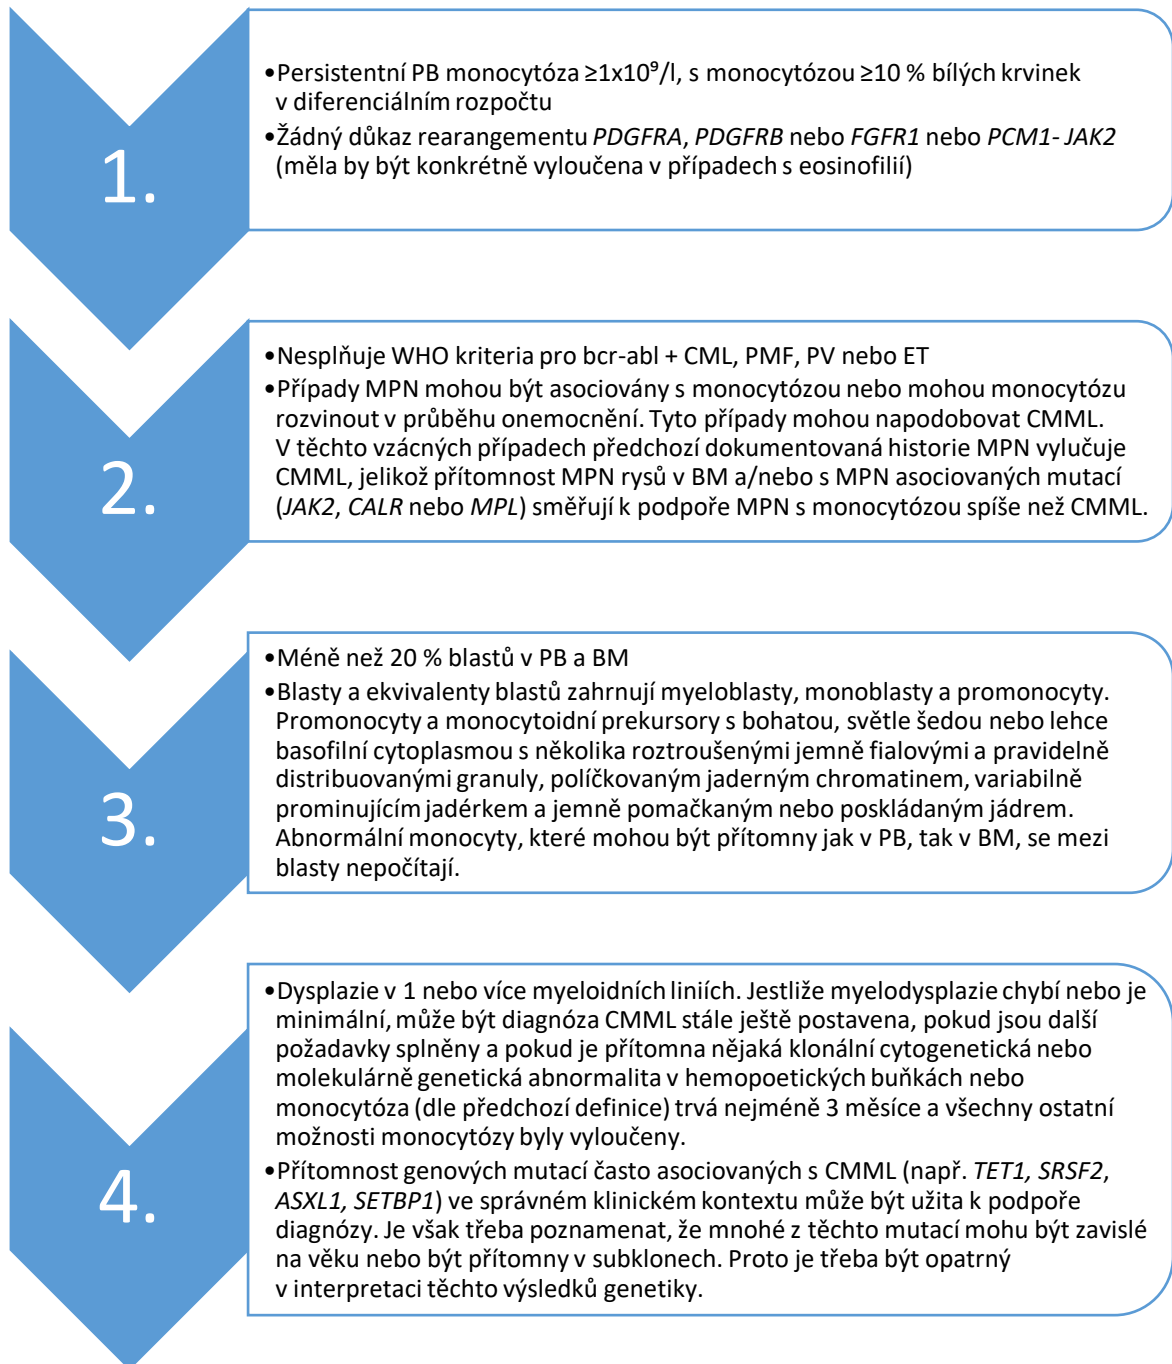 1.
•Persistentní PB monocytóza ≥1x10⁹/l, s monocytózou ≥10 % bílých krvinek
v diferenciálním rozpočtu
•Žádný důkaz rearangementu PDGFRA, PDGFRB nebo FGFR1 nebo PCM1- JAK2
(měla by být konkrétně vyloučena v případech s eosinofilií)
2.
•Nesplňuje WHO kriteria pro bcr-abl + CML, PMF, PV nebo ET
•Případy MPN mohou být asociovány s monocytózou nebo mohou monocytózu
rozvinout v průběhu onemocnění. Tyto případy mohou napodobovat CMML.
V těchto vzácných případech předchozí dokumentovaná historie MPN vylučuje
CMML, jelikož přítomnost MPN rysů v BM a/nebo s MPN asociovaných mutací
(JAK2, CALR nebo MPL) směřují k podpoře MPN s monocytózou spíše než CMML.
3.
•Méně než 20 % blastů v PB a BM
•Blasty a ekvivalenty blastů zahrnují myeloblasty, monoblasty a promonocyty.
Promonocyty a monocytoidní prekursory s bohatou, světle šedou nebo lehce
basofilní cytoplasmou s několika roztroušenými jemně fialovými a pravidelně
distribuovanými granuly, políčkovaným jaderným chromatinem, variabilně
prominujícím jadérkem a jemně pomačkaným nebo poskládaným jádrem.
Abnormální monocyty, které mohou být přítomny jak v PB, tak v BM, se mezi
blasty nepočítají.
4.
•Dysplazie v 1 nebo více myeloidních liniích. Jestliže myelodysplazie chybí nebo je
minimální, může být diagnóza CMML stále ještě postavena, pokud jsou další
požadavky splněny a pokud je přítomna nějaká klonální cytogenetická nebo
molekulárně genetická abnormalita v hemopoetických buňkách nebo
monocytóza (dle předchozí definice) trvá nejméně 3 měsíce a všechny ostatní
možnosti monocytózy byly vyloučeny.
•Přítomnost genových mutací často asociovaných s CMML (např. TET1, SRSF2,
ASXL1, SETBP1) ve správném klinickém kontextu může být užita k podpoře
diagnózy. Je však třeba poznamenat, že mnohé z těchto mutací mohu být zavislé
na věku nebo být přítomny v subklonech. Proto je třeba být opatrný
v interpretaci těchto výsledků genetiky.